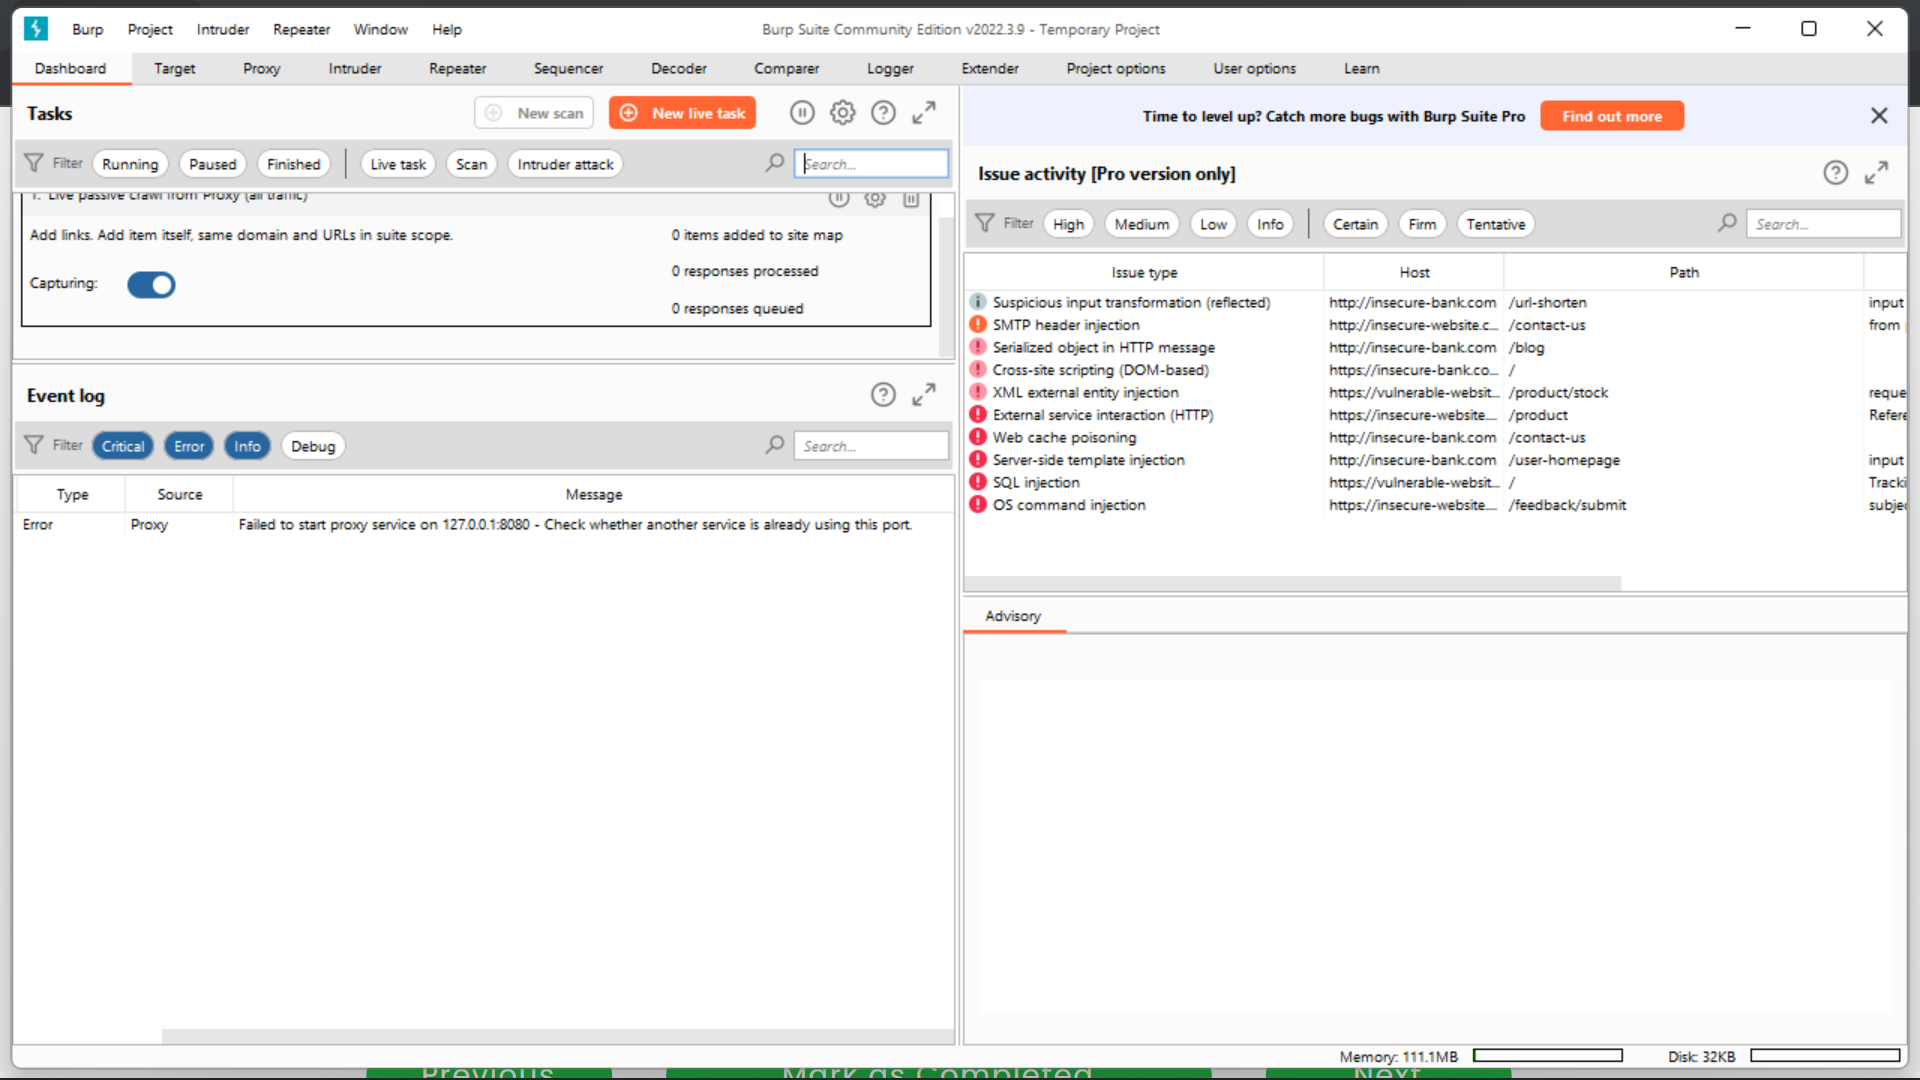 Burp Project Intruder Repeater Window Help
Burp Suite Community Edition v2022.3.9 - Temporary Project
Dashboard Target Proxy Intruder Repeater Sequencer Decoder Comparer Logger Extender Project options User options Learn
Tasks
New scan
New live task
Filter Running Paused Finished Live task Scan Intruder attack Search...
1. Live passive crawl from Proxy (all traffic)
Add links. Add item itself, same domain and URLs in suite scope.
0 items added to site map
0 responses processed
Capturing:
0 responses queued
Event log
Filter Critical Error Info Debug Search...
Type Source Message
Error Proxy Failed to start proxy service on 127.0.0.1:8080 - Check whether another service is already using this port.
Time to level up? Catch more bugs with Burp Suite Pro
Find out more
Issue activity [Pro version only]
Filter High Medium Low Info Certain Firm Tentative Search...
Issue type Host Path
Suspicious input transformation (reflected) http://insecure-bank.com /url-shorten input
SMTP header injection http://insecure-website.c... /contact-us from
Serialized object in HTTP message http://insecure-bank.com /blog
Cross-site scripting (DOM-based) https://insecure-bank.co... /
XML external entity injection https://vulnerable-websit... /product/stock reque
External service interaction (HTTP) https://insecure-website.... /product Refere
Web cache poisoning http://insecure-bank.com /contact-us
Server-side template injection http://insecure-bank.com /user-homepage input
SQL injection https://vulnerable-websit... / Tracki
OS command injection https://insecure-website.... /feedback/submit subjec
Advisory
Memory: 111.1MB Disk: 32KB
Previous Mark as Completed Next